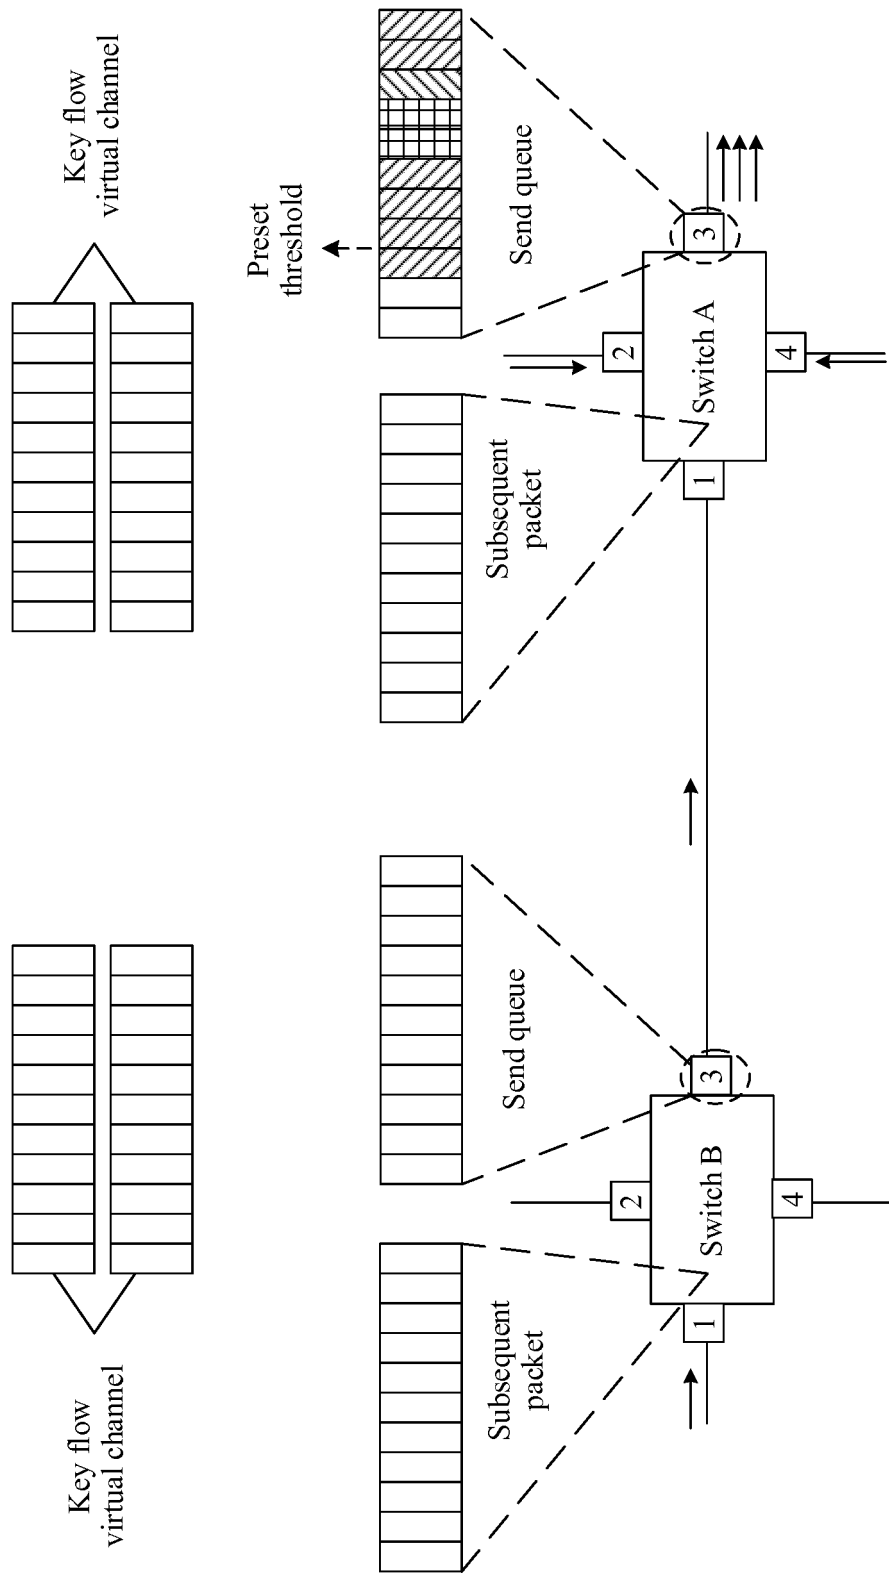 Key flow
virtual channel
Key flow
virtual channel
Preset
threshold
Subsequent
packet
Send queue
Subsequent
packet
Send queue
2
1
Switch B
3
4
2
1
Switch A
3
4